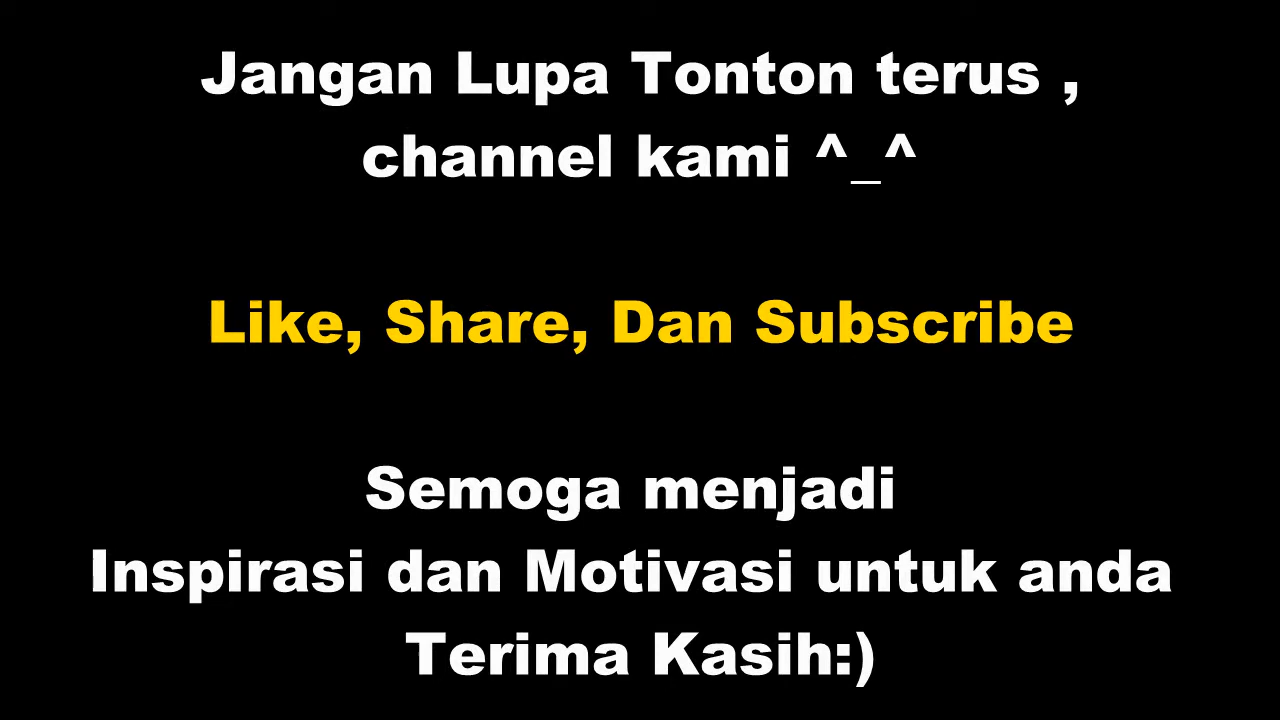 Jangan Lupa Tonton terus ,
channel kami ^_^
Like, Share, Dan Subscribe
Semoga menjadi
Inspirasi dan Motivasi untuk anda
Terima Kasih:)